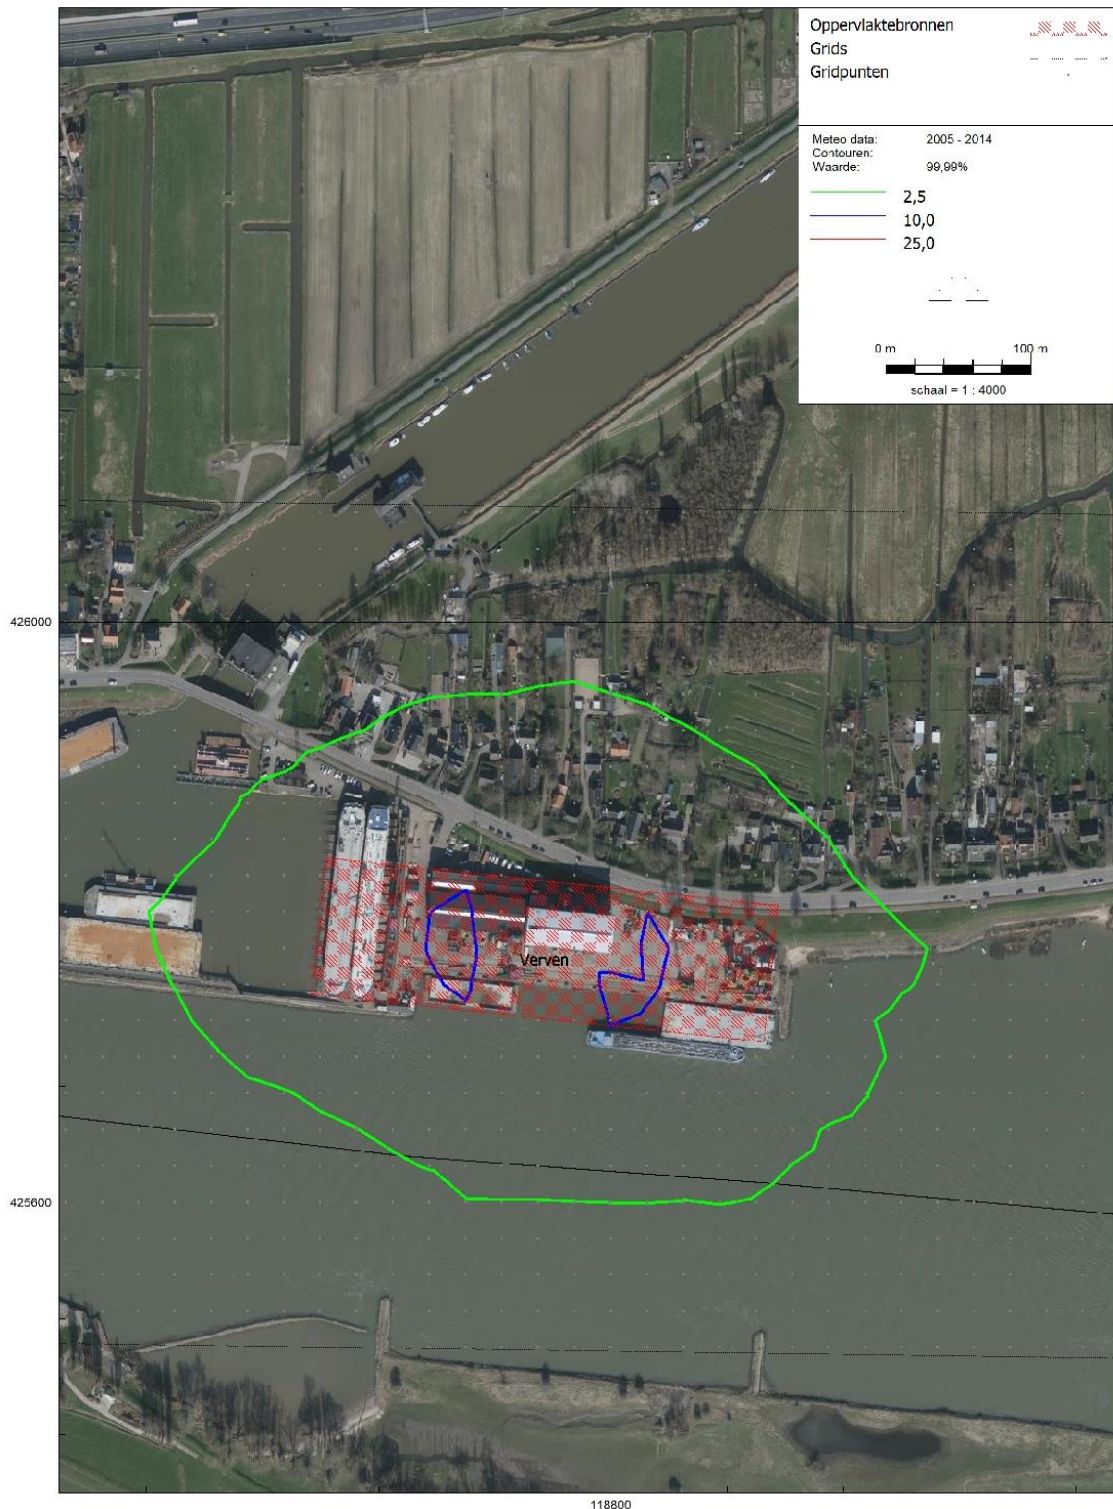 Oppervlaktebronnen
Grids
Gridpunten
Meteo data: 2005 - 2014
Contouren:
Waarde: 99,99%
2,5
10,0
25,0
0 m 100 m
schaal = 1 : 4000
426000
Verven
425600
118800